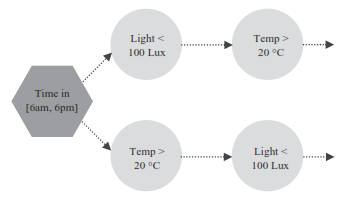 Light <
100 Lux
Temp >
20 °C
Time in
[6am, 6pm]
Temp >
20 °C
Light <
100 Lux